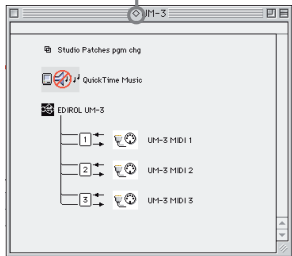 UM-3
Studio Patches pgm chg
QuickTime Music
EDIROL UM-3
1 UM-3 MIDI 1
2 UM-3 MIDI 2
3 UM-3 MIDI 3